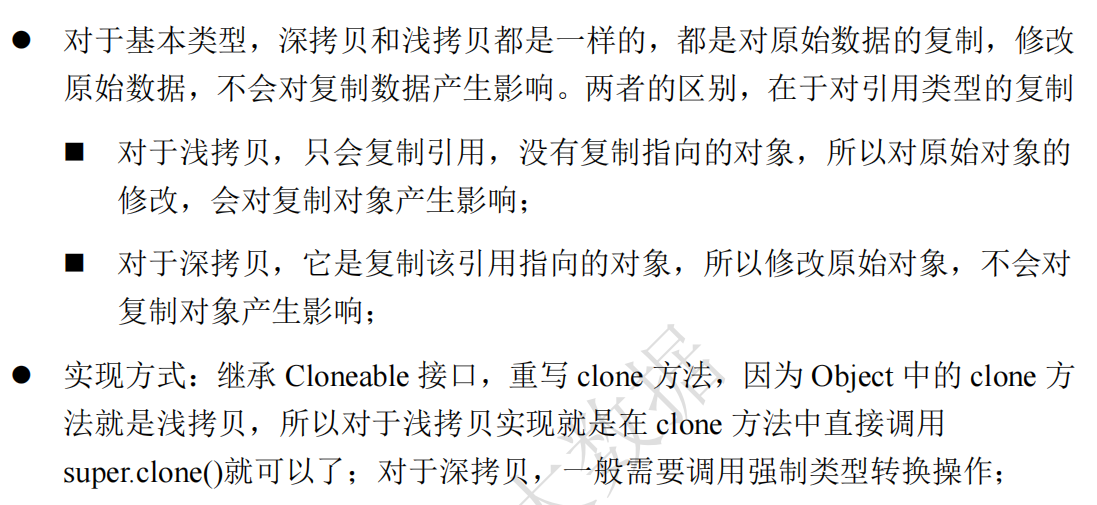 ● 对于基本类型，深拷贝和浅拷贝都是一样的，都是对原始数据的复制，修改
原始数据，不会对复制数据产生影响。两者的区别，在于对引用类型的复制
■ 对于浅拷贝，只会复制引用，没有复制指向的对象，所以对原始对象的
修改，会对复制对象产生影响；
■ 对于深拷贝，它是复制该引用指向的对象，所以修改原始对象，不会对
复制对象产生影响；
● 实现方式：继承 Cloneable 接口，重写 clone 方法，因为 Object 中的 clone 方
法就是浅拷贝，所以对于浅拷贝实现就是在 clone 方法中直接调用
super.clone()就可以了；对于深拷贝，一般需要调用强制类型转换操作；
大数据